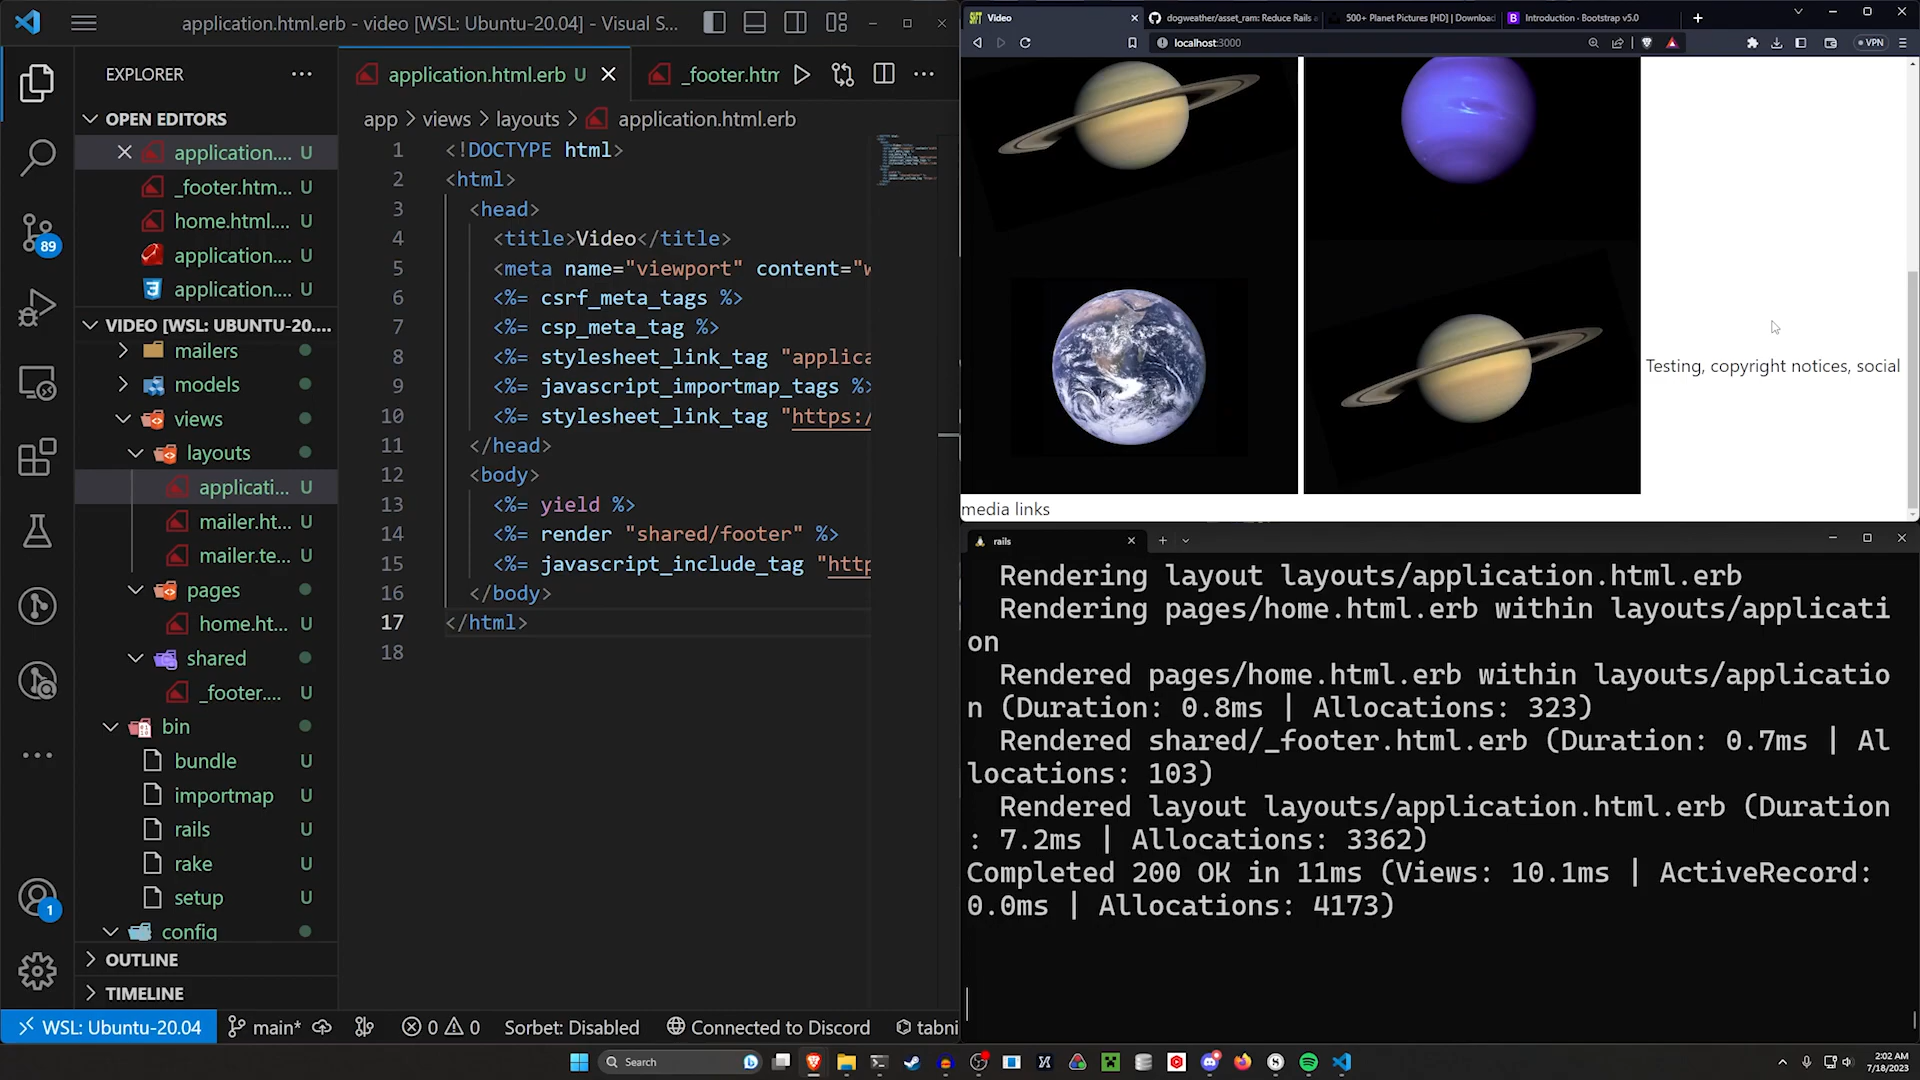 application.html.erb - video [WSL: Ubuntu-20.04] - Visual S...
EXPLORER
OPEN EDITORS
application.... U
_footer.htm... U
home.html.... U
application.... U
application.... U
VIDEO [WSL: UBUNTU-20....
mailers
models
views
layouts
applicati... U
mailer.ht... U
mailer.te... U
pages
home.ht... U
shared
_footer.... U
bin
bundle U
importmap U
rails U
rake U
setup U
config
OUTLINE
TIMELINE
89
1
application.html.erb U
_footer.htm
app > views > layouts > application.html.erb
1 <!DOCTYPE html>
2 <html>
3 <head>
4 <title>Video</title>
5 <meta name="viewport" content="w
6 <%= csrf_meta_tags %>
7 <%= csp_meta_tag %>
8 <%= stylesheet_link_tag "applica
9 <%= javascript_importmap_tags %>
10 <%= stylesheet_link_tag "https:/
11 </head>
12 <body>
13 <%= yield %>
14 <%= render "shared/footer" %>
15 <%= javascript_include_tag "http
16 </body>
17 </html>
18
WSL: Ubuntu-20.04 main* 0 0 Sorbet: Disabled Connected to Discord tabni
Video
dogweather/asset_ram: Reduce Rails a
500+ Planet Pictures [HD] | Download
Introduction · Bootstrap v5.0
localhost:3000
VPN
Testing, copyright notices, social
media links
rails
Rendering layout layouts/application.html.erb
Rendering pages/home.html.erb within layouts/applicati
on
Rendered pages/home.html.erb within layouts/applicatio
n (Duration: 0.8ms | Allocations: 323)
Rendered shared/_footer.html.erb (Duration: 0.7ms | Al
locations: 103)
Rendered layout layouts/application.html.erb (Duration
: 7.2ms | Allocations: 3362)
Completed 200 OK in 11ms (Views: 10.1ms | ActiveRecord:
0.0ms | Allocations: 4173)
Search
2:02 AM
7/18/2023